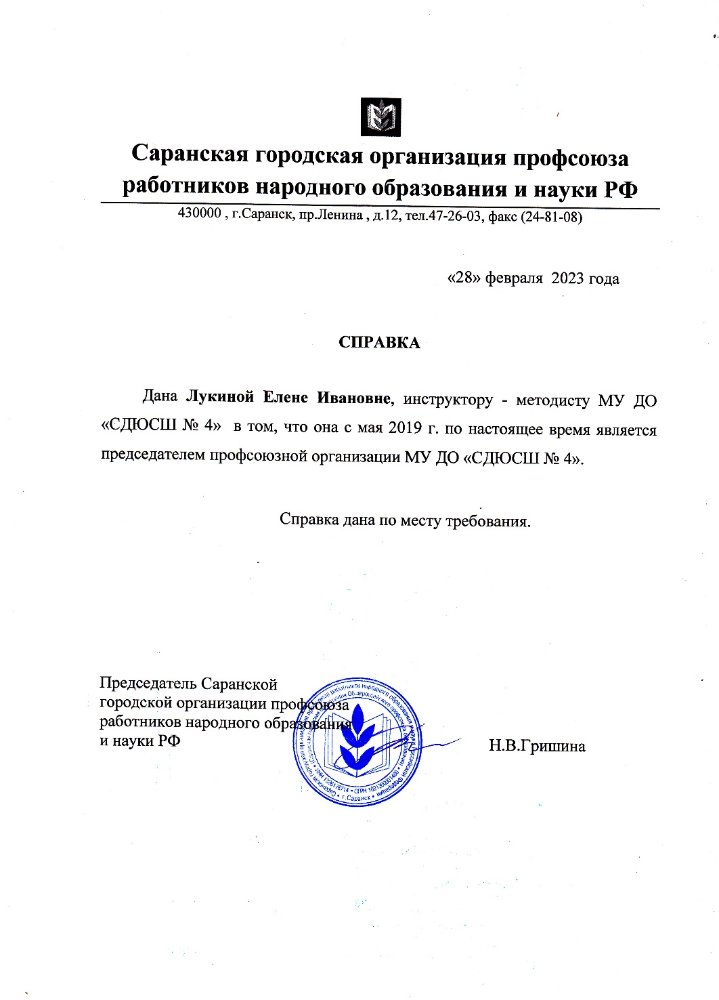 Саранская городская организация профсоюза
работников народного образования и науки РФ
430000 , г.Саранск, пр.Ленина , д.12, тел.47-26-03, факс (24-81-08)
«28» февраля 2023 года
СПРАВКА
Дана Лукиной Елене Ивановне, инструктору - методисту МУ ДО
«СДЮСШ № 4» в том, что она с мая 2019 г. по настоящее время является
председателем профсоюзной организации МУ ДО «СДЮСШ № 4».
Справка дана по месту требования.
Председатель Саранской
городской организации профсоюза
работников народного образования
и науки РФ
Н.В.Гришина
г.Саранск